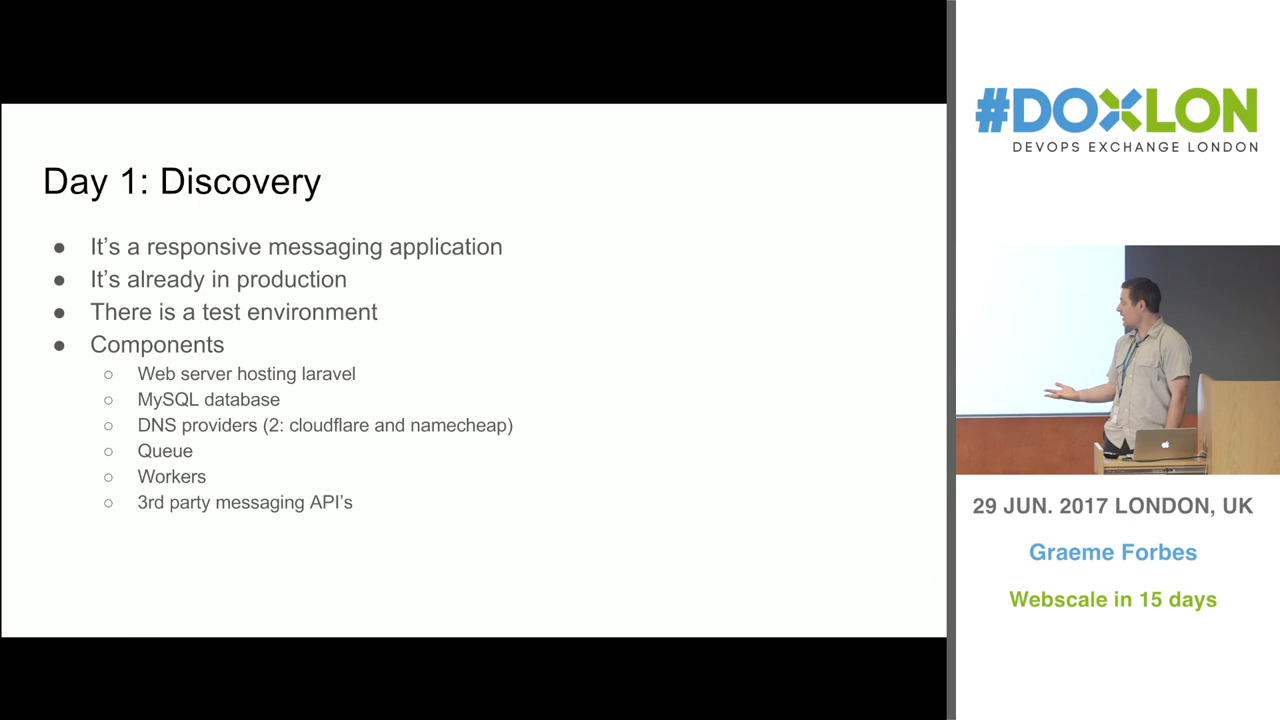 Day 1: Discovery
● It’s a responsive messaging application
● It’s already in production
● There is a test environment
● Components
○ Web server hosting laravel
○ MySQL database
○ DNS providers (2: cloudflare and namecheap)
○ Queue
○ Workers
○ 3rd party messaging API’s
#DOXLON
DEVOPS EXCHANGE LONDON
29 JUN. 2017 LONDON, UK
Graeme Forbes
Webscale in 15 days